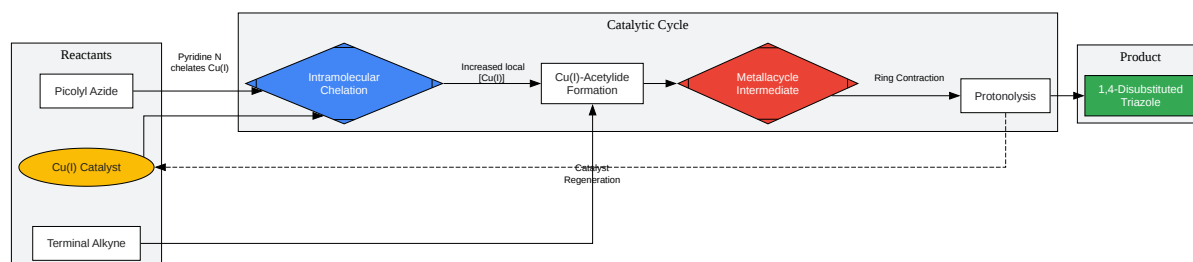 Catalytic Cycle
Reactants
Picolyl Azide
Pyridine N
chelates Cu(I)
Intramolecular
Chelation
Increased local
[Cu(I)]
Cu(I)-Acetylide
Formation
Metallacycle
Intermediate
Ring Contraction
Protonolysis
Product
1,4-Disubstituted
Triazole
Cu(I) Catalyst
Catalyst
Regeneration
Terminal Alkyne